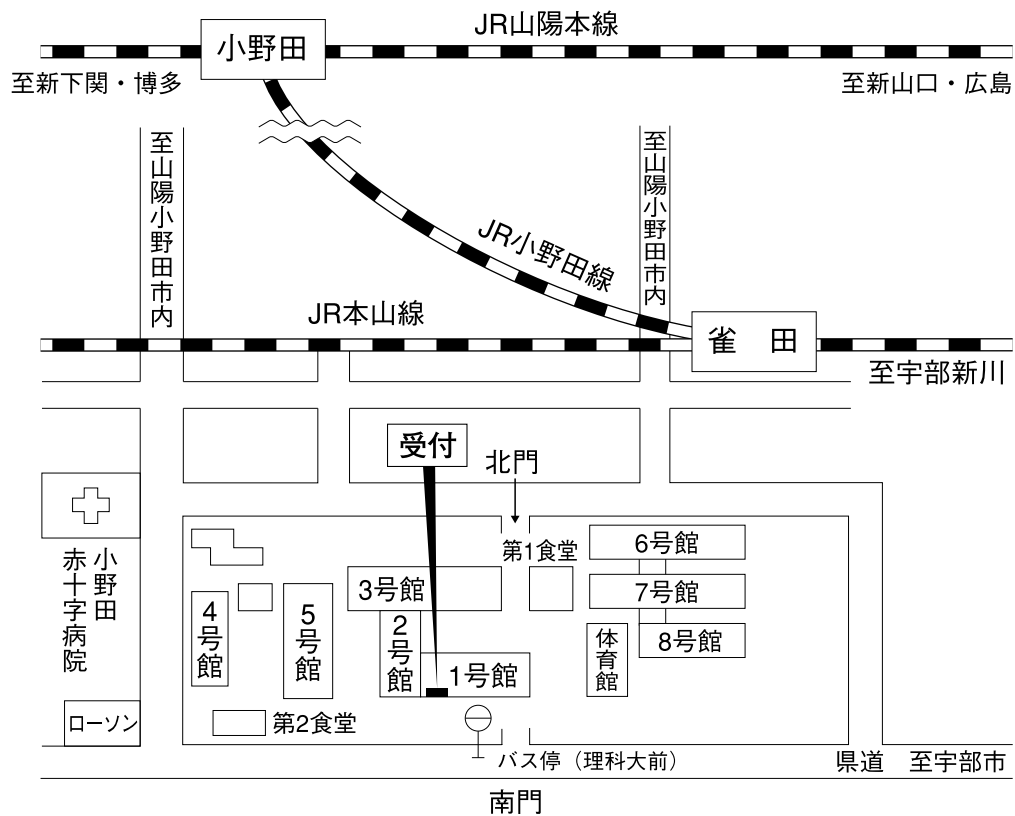 JR山陽本線
小野田
至新下関・博多
至新山口・広島
至山陽小野田市内
至山陽小野田市内
JR小野田線
JR本山線
雀　田
至宇部新川
受付
北門
第1食堂
6号館
3号館
7号館
4号館
5号館
2号館
8号館
体育館
1号館
小野田
赤十字病院
ローソン
第2食堂
バス停（理科大前）
県道　至宇部市
南門